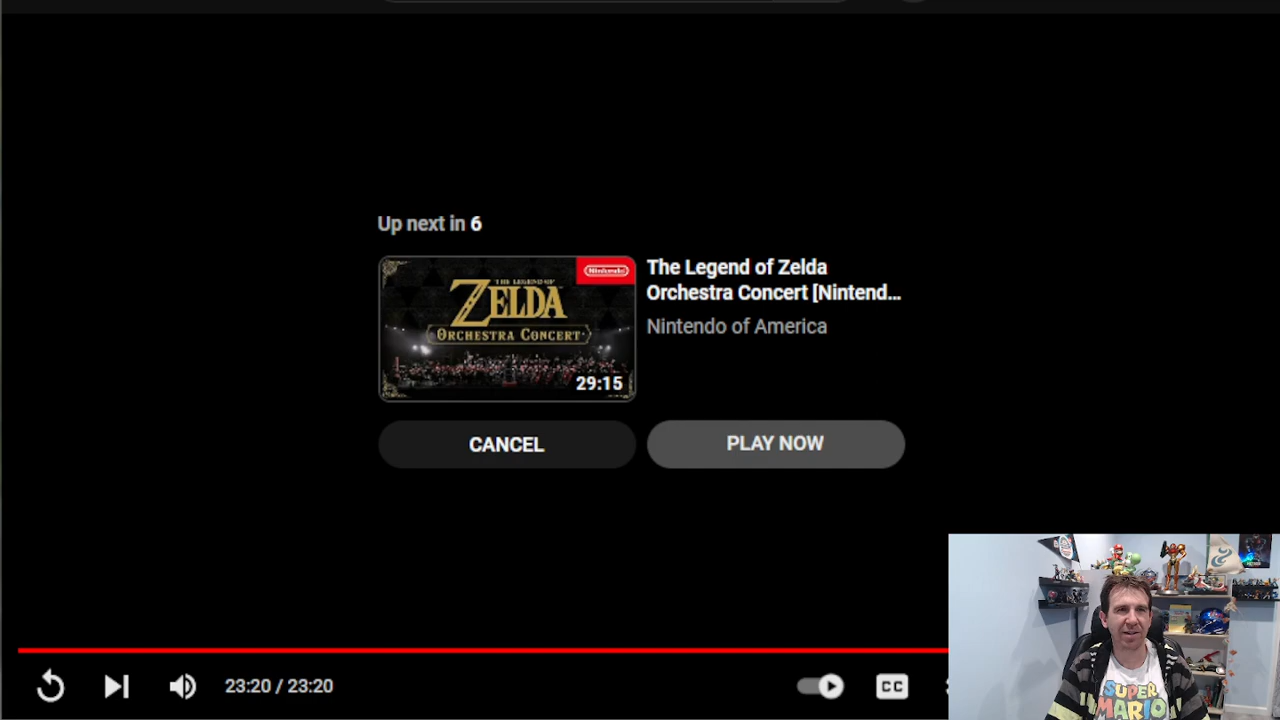 Up next in 6
Nintendo
THE LEGEND OF
ZELDA
ORCHESTRA CONCERT
29:15
The Legend of Zelda
Orchestra Concert [Nintend...
Nintendo of America
CANCEL
PLAY NOW
23:20 / 23:20
CC
SUPER
MARIO